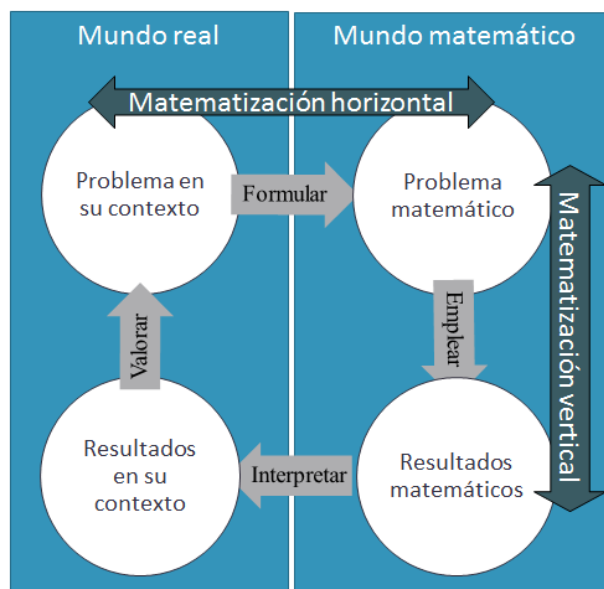 Mundo real
Mundo matemático
Matematización horizontal
Problema en
su contexto
Formular
Problema
matemático
Matematización vertical
Valorar
Emplear
Resultados
en su
contexto
Interpretar
Resultados
matemáticos